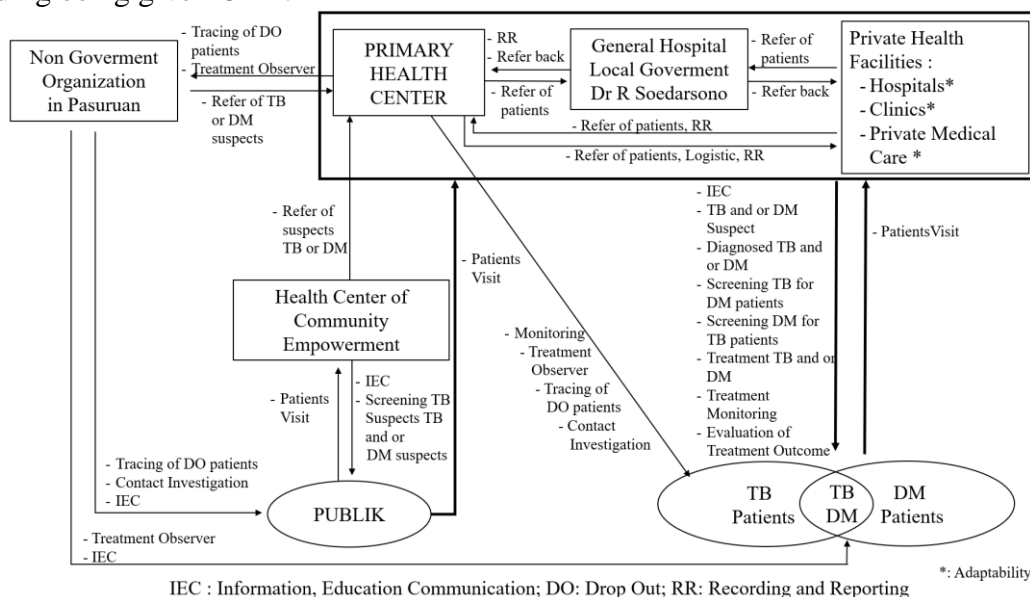 Non Goverment
Organization
in Pasuruan
- Tracing of DO
patients
- Treatment Observer
- Refer of TB
or DM
suspects
PRIMARY
HEALTH
CENTER
- RR
- Refer back
- Refer of
patients
General Hospital
Local Goverment
Dr R Soedarsono
- Refer of
patients
- Refer back
Private Health
Facilities :
- Hospitals*
- Clinics*
- Private Medical
Care *
- Refer of patients, RR
- Refer of patients, Logistic, RR
- Refer of
suspects
TB or DM
- Patients
Visit
- IEC
- TB and or DM
Suspect
- Diagnosed TB and
or DM
- Screening TB for
DM patients
- Screening DM for
TB patients
- Treatment TB and or
DM
- Treatment
Monitoring
- Evaluation of
Treatment Outcome
- PatientsVisit
Health Center of
Community
Empowerment
- Monitoring
- Treatment
Observer
- Tracing of
DO patients
- Contact
Investigation
- Patients
Visit
- IEC
- Screening TB
Suspects TB
and or
DM suspects
- Tracing of DO patients
- Contact Investigation
- IEC
PUBLIK
TB
Patients
TB
DM
DM
Patients
- Treatment Observer
- IEC
*: Adaptability
IEC : Information, Education Communication; DO: Drop Out; RR: Recording and Reporting